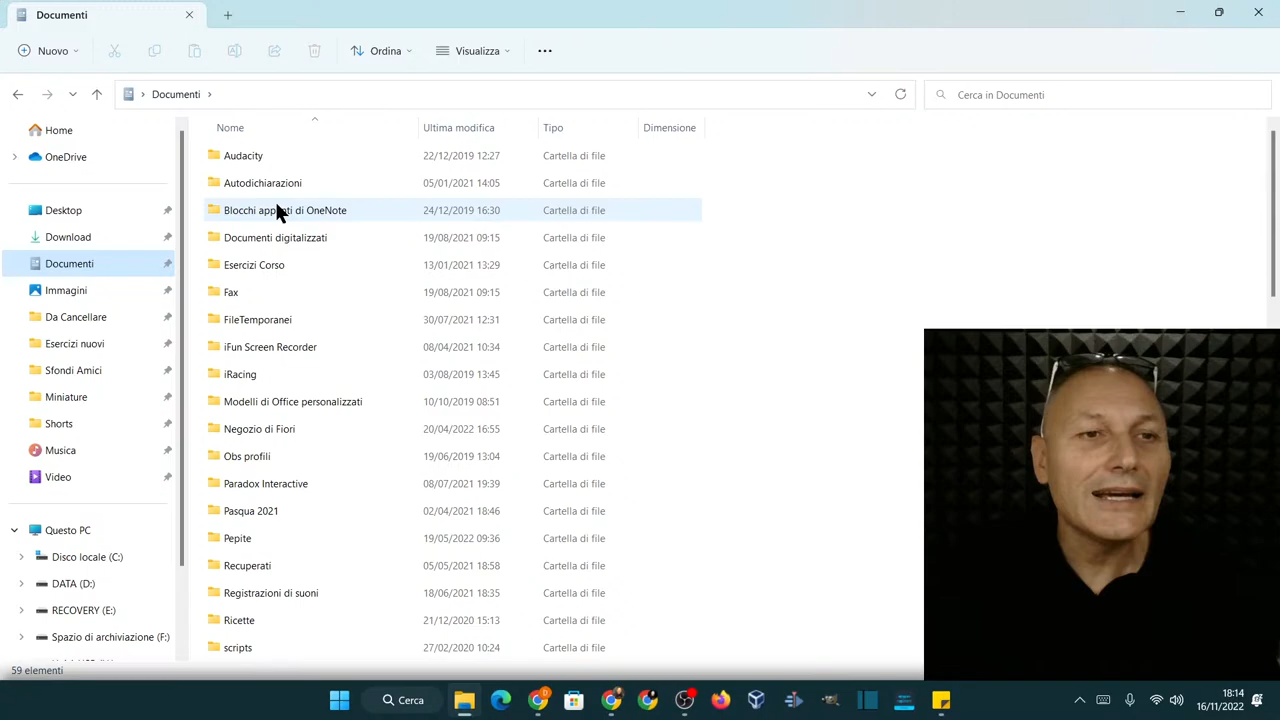 Documenti
Nuovo
Ordina
Visualizza
Documenti
Cerca in Documenti
Home
OneDrive
Desktop
Download
Documenti
Immagini
Da Cancellare
Esercizi nuovi
Sfondi Amici
Miniature
Shorts
Musica
Video
Questo PC
Disco locale (C:)
DATA (D:)
RECOVERY (E:)
Spazio di archiviazione (F:)
Nome Ultima modifica Tipo Dimensione
Audacity 22/12/2019 12:27 Cartella di file
Autodichiarazioni 05/01/2021 14:05 Cartella di file
Blocchi appunti di OneNote 24/12/2019 16:30 Cartella di file
Documenti digitalizzati 19/08/2021 09:15 Cartella di file
Esercizi Corso 13/01/2021 13:29 Cartella di file
Fax 19/08/2021 09:15 Cartella di file
FileTemporanei 30/07/2021 12:31 Cartella di file
iFun Screen Recorder 08/04/2021 10:34 Cartella di file
iRacing 03/08/2019 13:45 Cartella di file
Modelli di Office personalizzati 10/10/2019 08:51 Cartella di file
Negozio di Fiori 20/04/2022 16:55 Cartella di file
Obs profili 19/06/2019 13:04 Cartella di file
Paradox Interactive 08/07/2021 19:39 Cartella di file
Pasqua 2021 02/04/2021 18:46 Cartella di file
Pepite 19/05/2022 09:36 Cartella di file
Recuperati 05/05/2021 18:58 Cartella di file
Registrazioni di suoni 18/06/2021 18:35 Cartella di file
Ricette 21/12/2020 15:13 Cartella di file
scripts 27/02/2020 10:24 Cartella di file
59 elementi
Cerca
18:14
16/11/2022